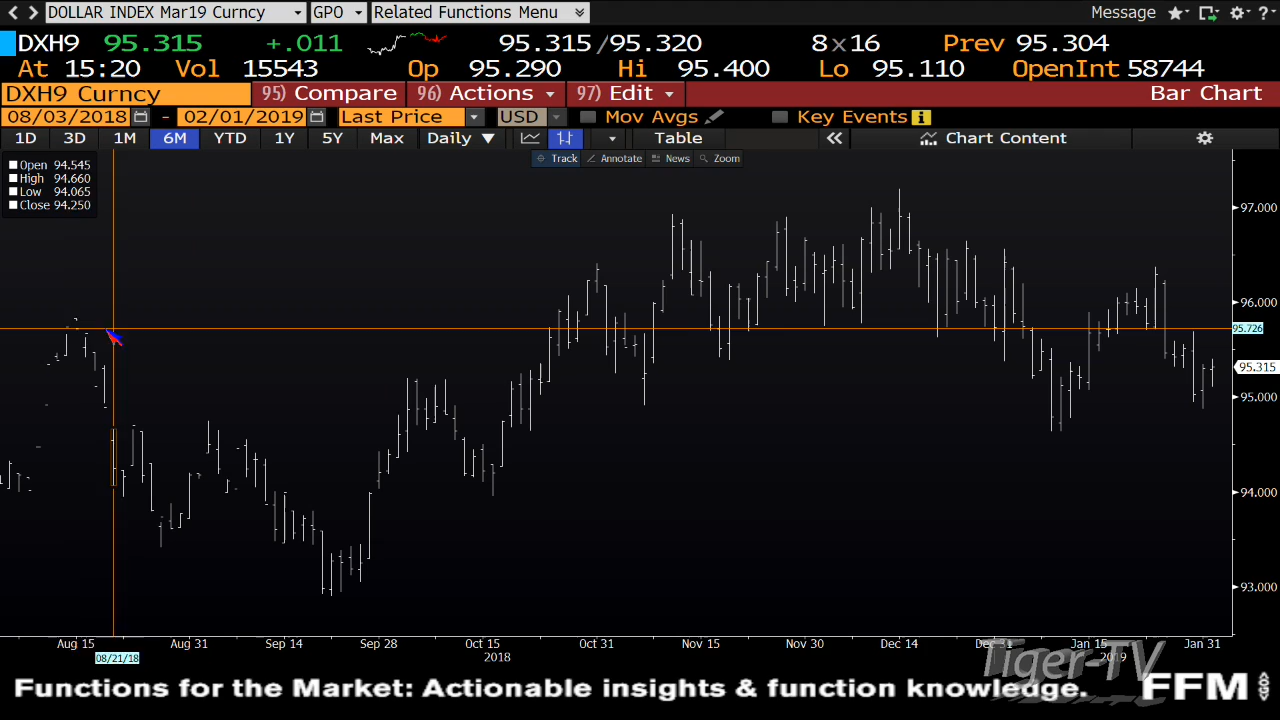 DOLLAR INDEX Mar19 Curncy GPO Related Functions Menu Message ?
DXH9 95.315 +.011 95.315/95.320 8x16 Prev 95.304
At 15:20 Vol 15543 Op 95.290 Hi 95.400 Lo 95.110 OpenInt 58744
DXH9 Curncy 95) Compare 96) Actions 97) Edit Bar Chart
08/03/2018 - 02/01/2019 Last Price USD Mov Avgs Key Events i
1D 3D 1M 6M YTD 1Y 5Y Max Daily Table Chart Content
Track Annotate News Zoom
Open 94.545
High 94.660
Low 94.065
Close 94.250
97.000
96.000
95.726
95.315
95.000
94.000
93.000
Aug 15 Aug 31 Sep 14 Sep 28 Oct 15 Oct 31 Nov 15 Nov 30 Dec 14 Dec 31 Jan 15 Jan 31
08/21/18 2018 2019
Tiger-TV
Functions for the Market: Actionable insights & function knowledge. FFM